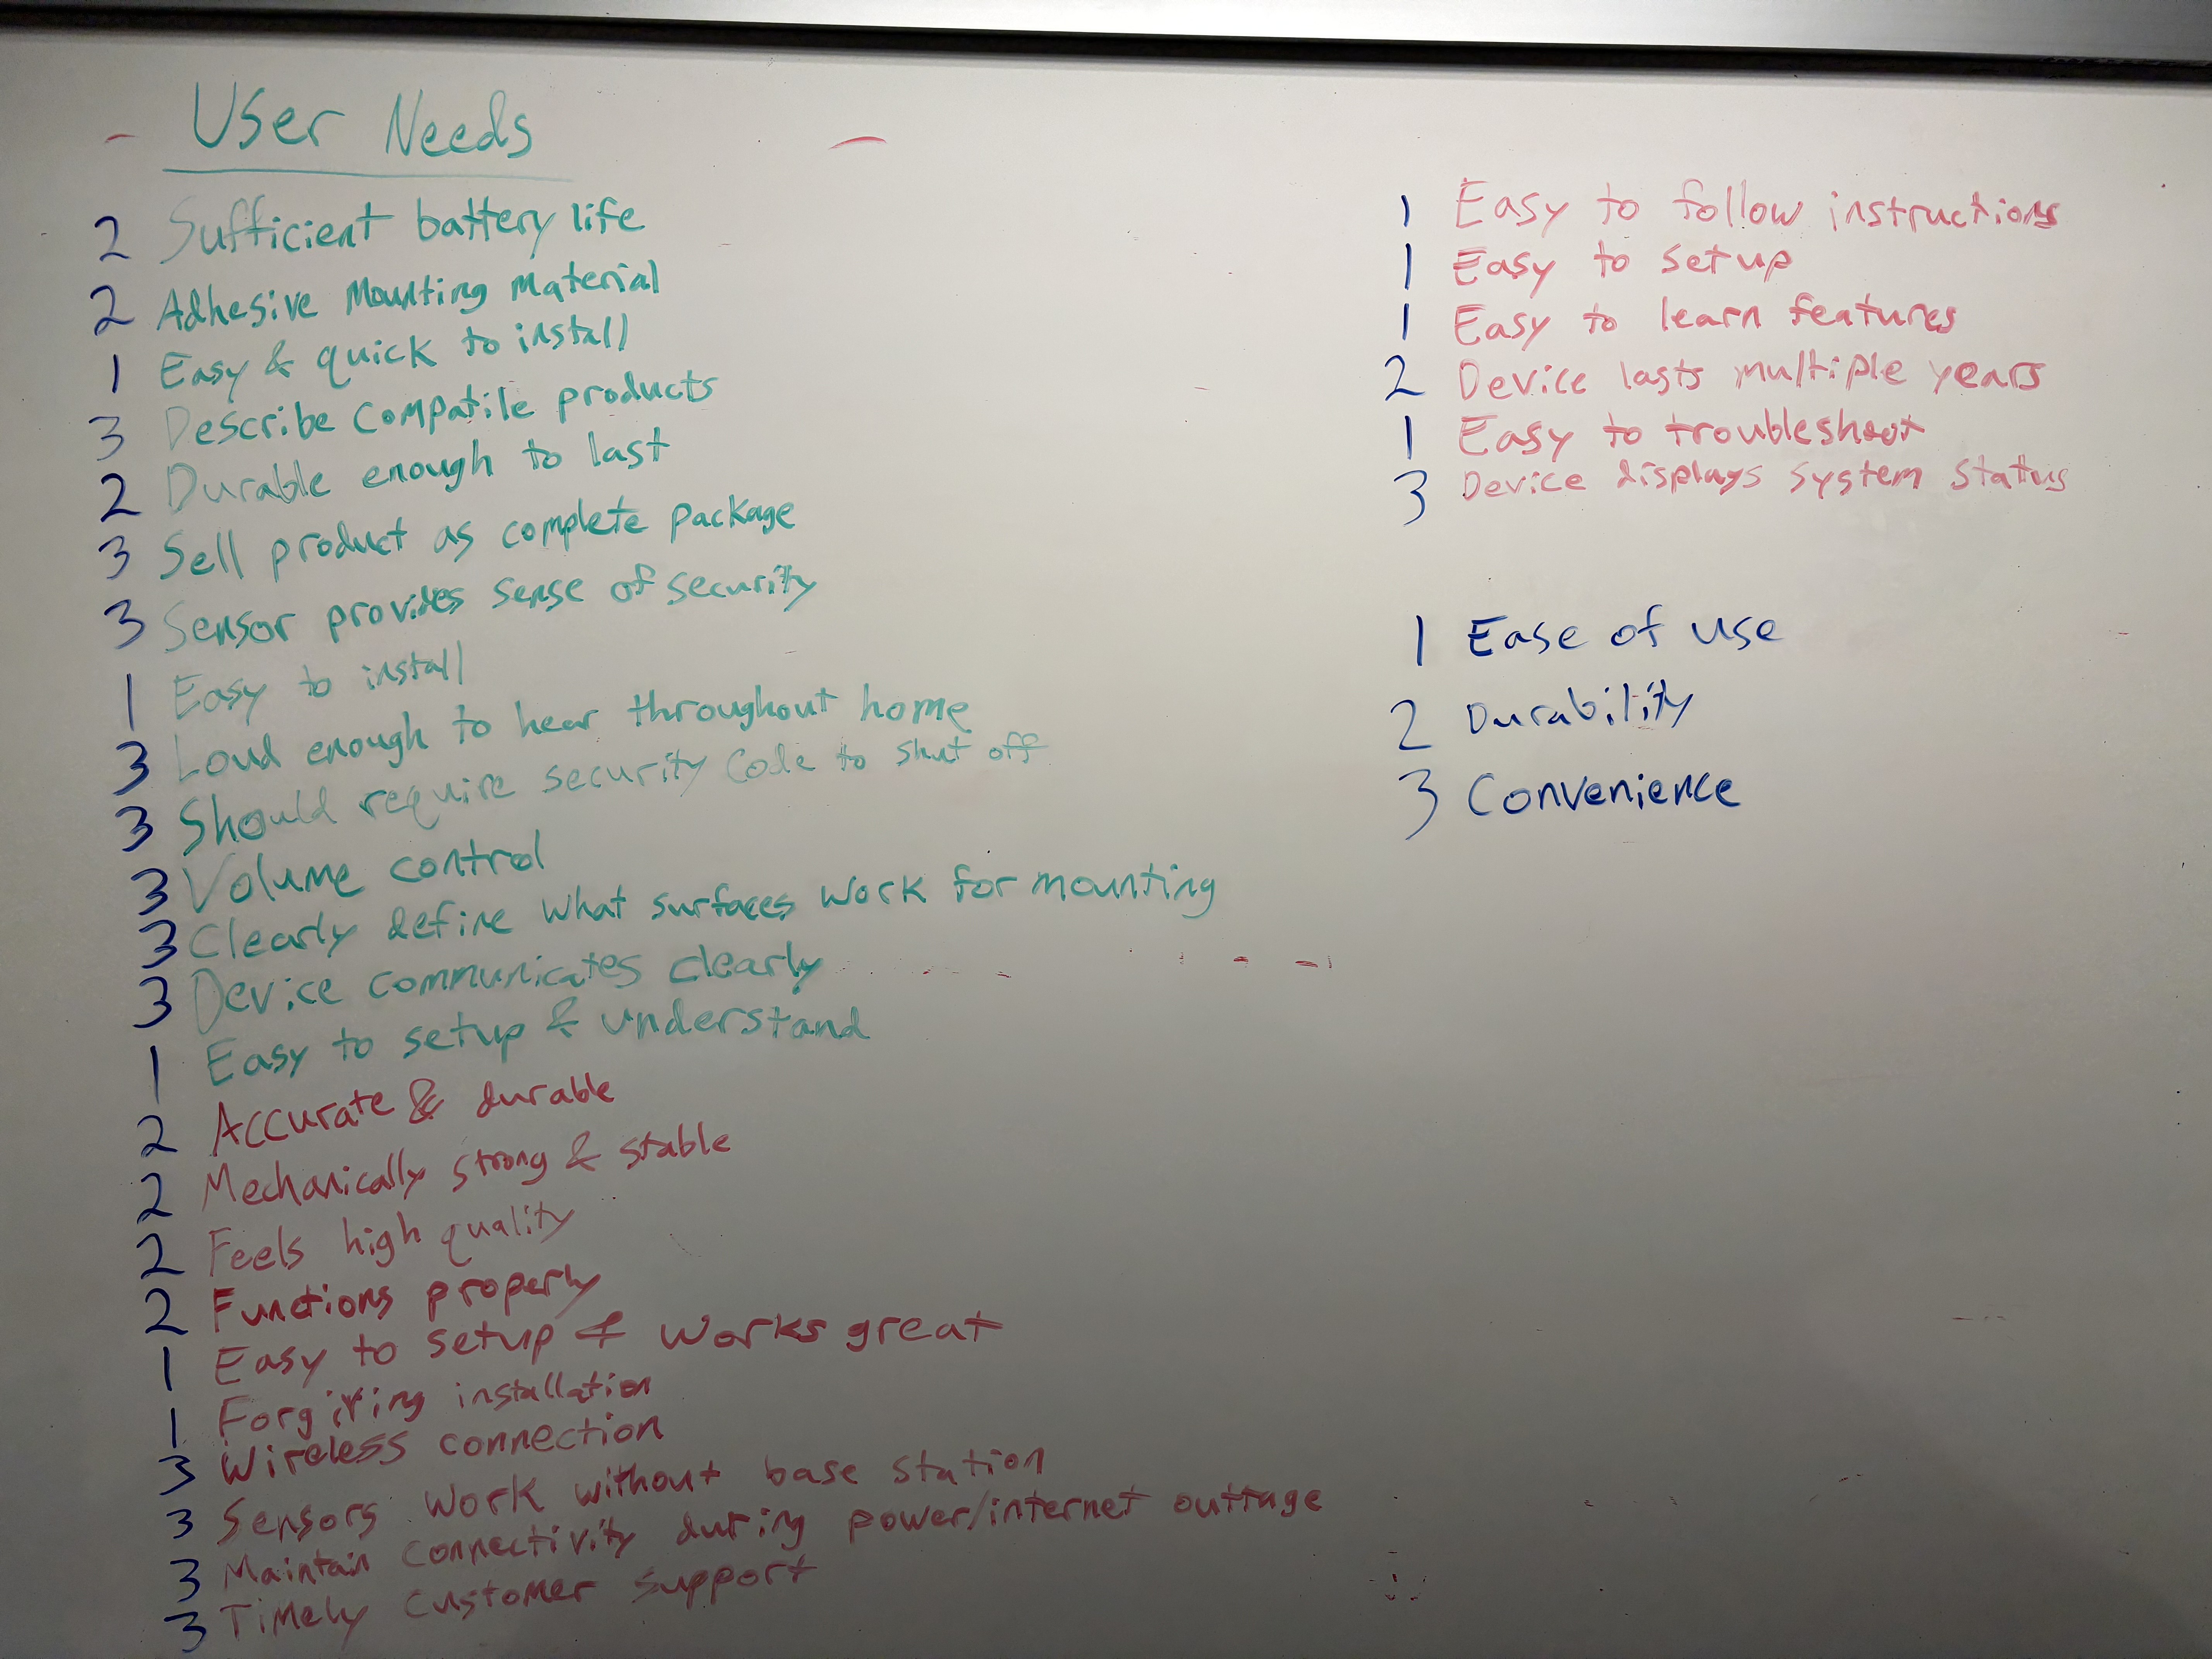 User Needs
2 Sufficient battery life
2 Adhesive Mounting Material
1 Easy & quick to install
3 Describe Compatile products
2 Durable enough to last
3 Sell product as complete package
3 Sensor provides sense of security
1 Easy to install
3 Loud enough to hear throughout home
3 Should require security code to shut off
3 Volume control
3 Clearly define what surfaces work for mounting
3 Device communicates clearly
1 Easy to setup & understand
2 Accurate & durable
2 Mechanically strong & stable
2 Feels high quality
2 Functions properly
1 Easy to setup & works great
1 Forgiving installation
3 Wireless connection
3 Sensors work without base station
3 Maintain connectivity during power/internet outtage
3 Timely customer support
1 Easy to follow instructions
1 Easy to setup
1 Easy to learn features
2 Device lasts multiple years
1 Easy to troubleshoot
3 Device displays system status
1 Ease of use
2 Durability
3 Convenience